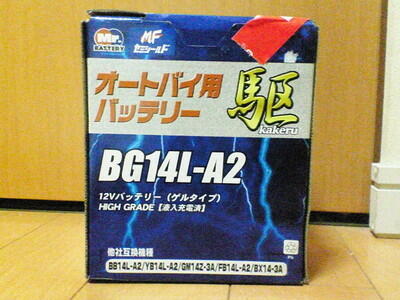 Mr.
BATTERY
MF
セミシールド
オートバイ用
バッテリー
駆
kakeru
BG14L-A2
12Vバッテリー（ゲルタイプ）
HIGH GRADE【液入充電済】
他社互換機種
BB14L-A2/YB14L-A2/GM14Z-3A/FB14L-A2/BX14-3A